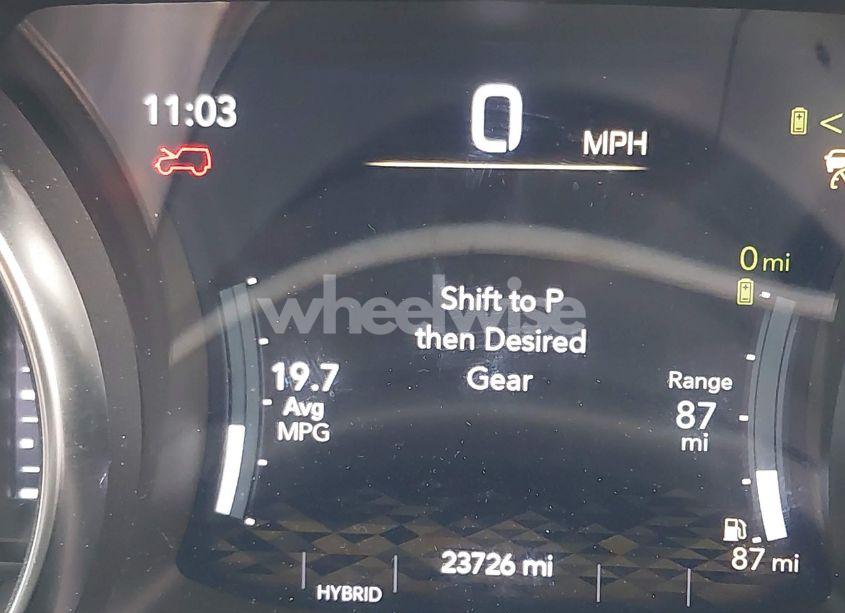 11:03
0 MPH
<
0 mi
wheelwise
Shift to P
then Desired
Gear
19.7
Avg
MPG
Range
87
mi
23726 mi
87 mi
HYBRID